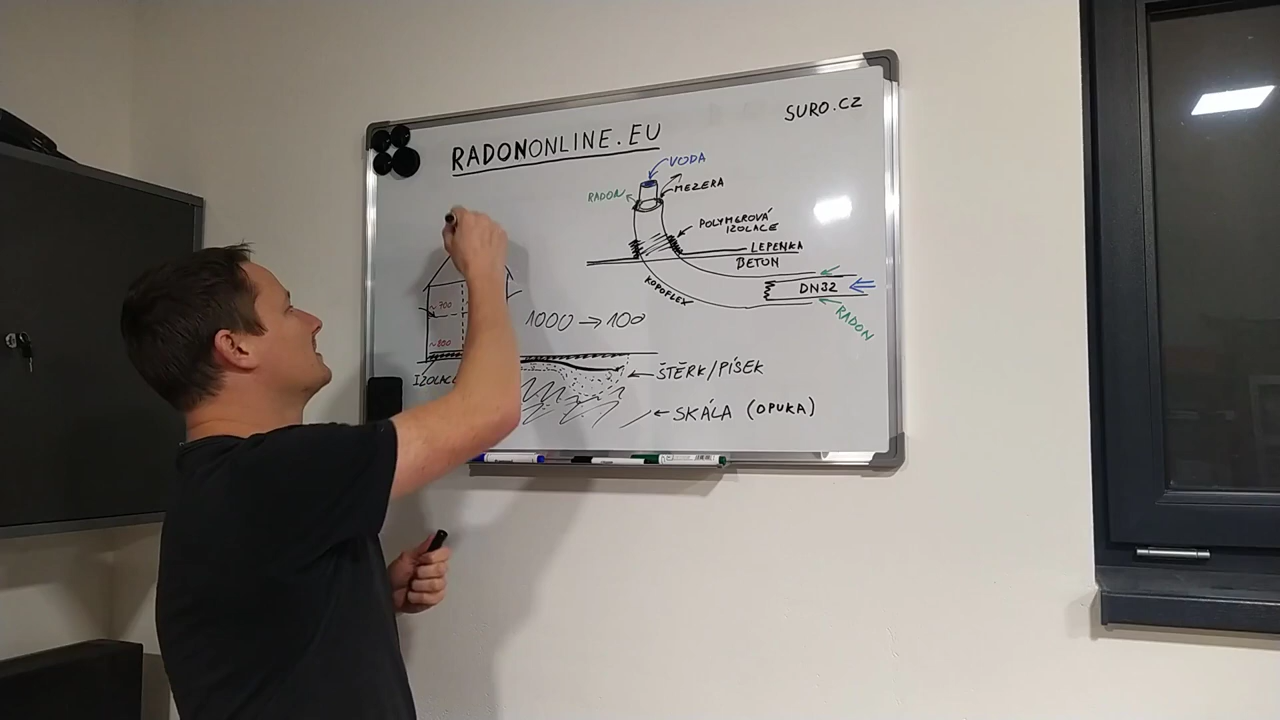 SURO.CZ
RADONONLINE.EU
VODA
RADON
MEZERA
POLYMEROVÁ
IZOLACE
LEPENKA
BETON
KOPOFLEX
DN32
RADON
~700
1000 → 100
~800
IZOLAC
ŠTĚRK/PÍSEK
SKÁLA (OPUKA)